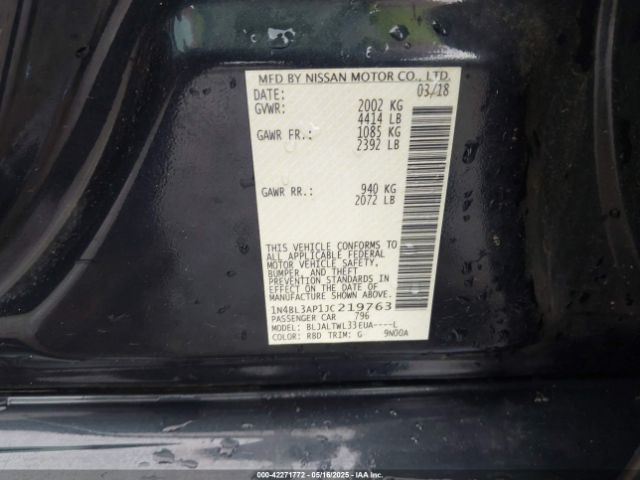 MFD BY NISSAN MOTOR CO., LTD.
DATE: 03/18
GVWR: 2002 KG
4414 LB
GAWR FR.: 1085 KG
2392 LB
GAWR RR.: 940 KG
2072 LB
THIS VEHICLE CONFORMS TO
ALL APPLICABLE FEDERAL
MOTOR VEHICLE SAFETY,
BUMPER, AND THEFT
PREVENTION STANDARDS IN
EFFECT ON THE DATE OF
MANUFACTURE SHOWN ABOVE.
1N4BL3AP1JC219763
PASSENGER CAR 796
MODEL: BLJALTWL33EUA----L
COLOR: RBD TRIM: G 9N00A
000-42271772 - 05/16/2025 - IAAI.COM